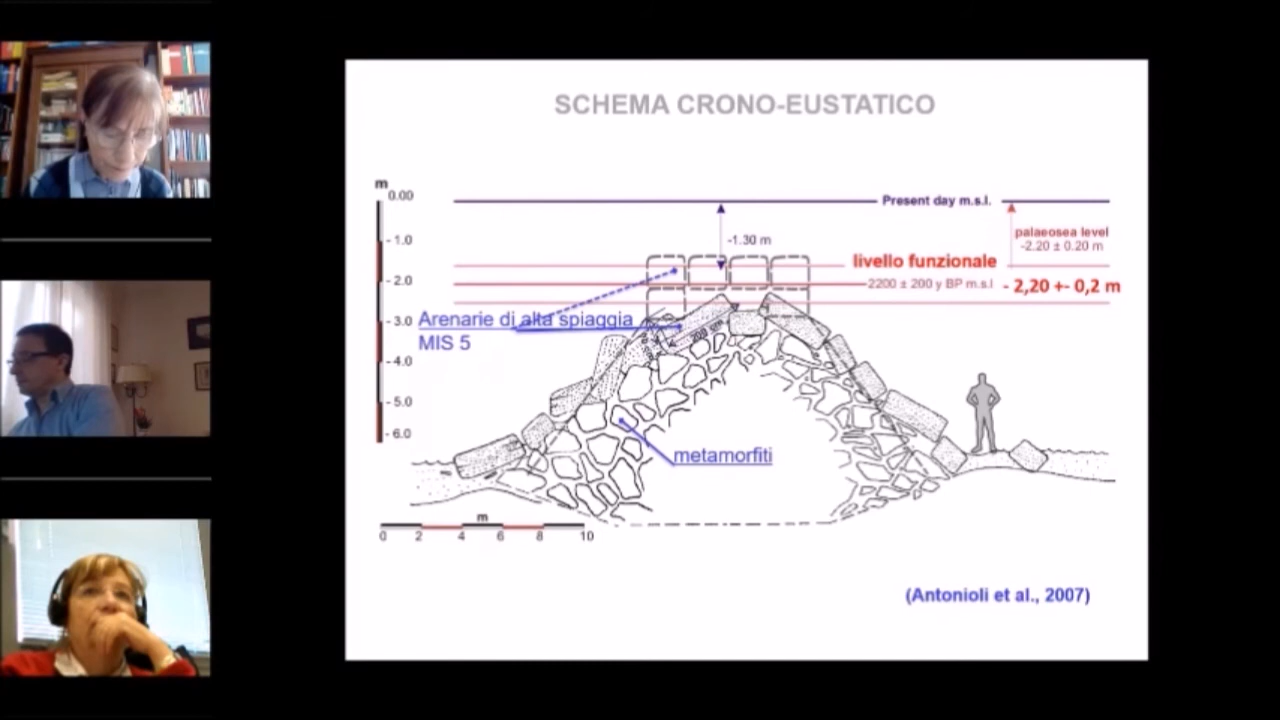 SCHEMA CRONO-EUSTATICO
m
0.00
Present day m.s.l.
- 1.0
-1.30 m
palaeosea level
-2.20 ± 0.20 m
livello funzionale
- 2.0
2200 ± 200 y BP m.s.l
- 2,20 +- 0,2 m
- 3.0
Arenarie di alta spiaggia
MIS 5
209 cm
- 4.0
- 5.0
- 6.0
metamorfiti
m
0 2 4 6 8 10
(Antonioli et al., 2007)